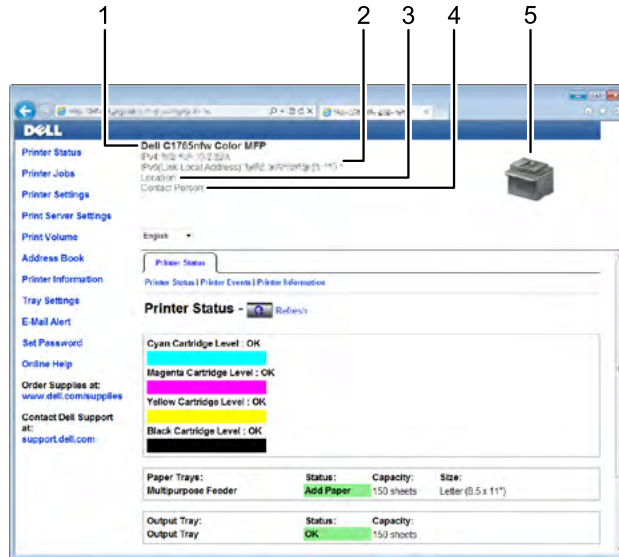 1 2 3 4 5
DELL
Dell C1765nfw Color MFP
IPv4:
IPv6(Link Local Address):
Location:
Contact Person:
Printer Status
Printer Jobs
Printer Settings
Print Server Settings
Print Volume
Address Book
Printer Information
Tray Settings
E-Mail Alert
Set Password
Online Help
Order Supplies at:
www.dell.com/supplies
Contact Dell Support
at:
support.dell.com
English
Printer Status
Printer Status | Printer Events | Printer Information
Printer Status - Refresh
Cyan Cartridge Level : OK
Magenta Cartridge Level : OK
Yellow Cartridge Level : OK
Black Cartridge Level : OK
Paper Trays: Status: Capacity: Size:
Multipurpose Feeder Add Paper 150 sheets Letter (8.5 x 11")
Output Tray: Status: Capacity:
Output Tray OK 150 sheets